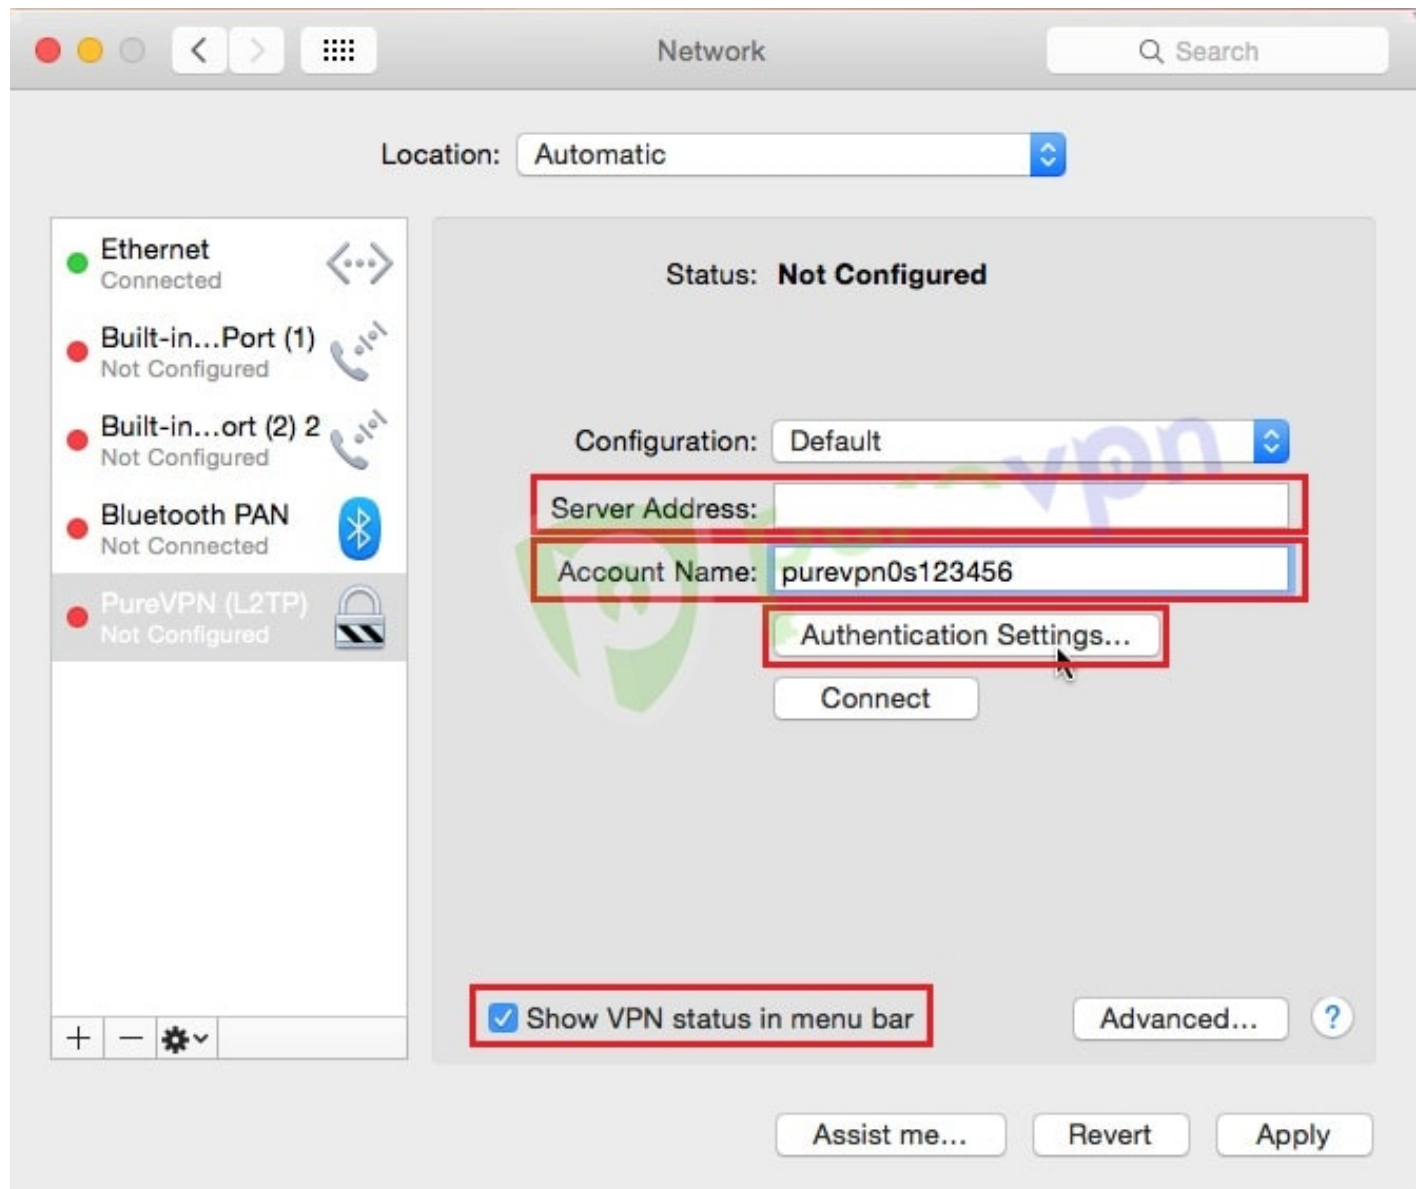 Network
Search
Location: Automatic
Ethernet
Connected
Built-in...Port (1)
Not Configured
Built-in...ort (2) 2
Not Configured
Bluetooth PAN
Not Connected
PureVPN (L2TP)
Not Configured
Status: Not Configured
Configuration: Default
Server Address:
Account Name: purevpn0s123456
Authentication Settings...
Connect
Show VPN status in menu bar
Advanced...
?
Assist me...
Revert
Apply
vpn